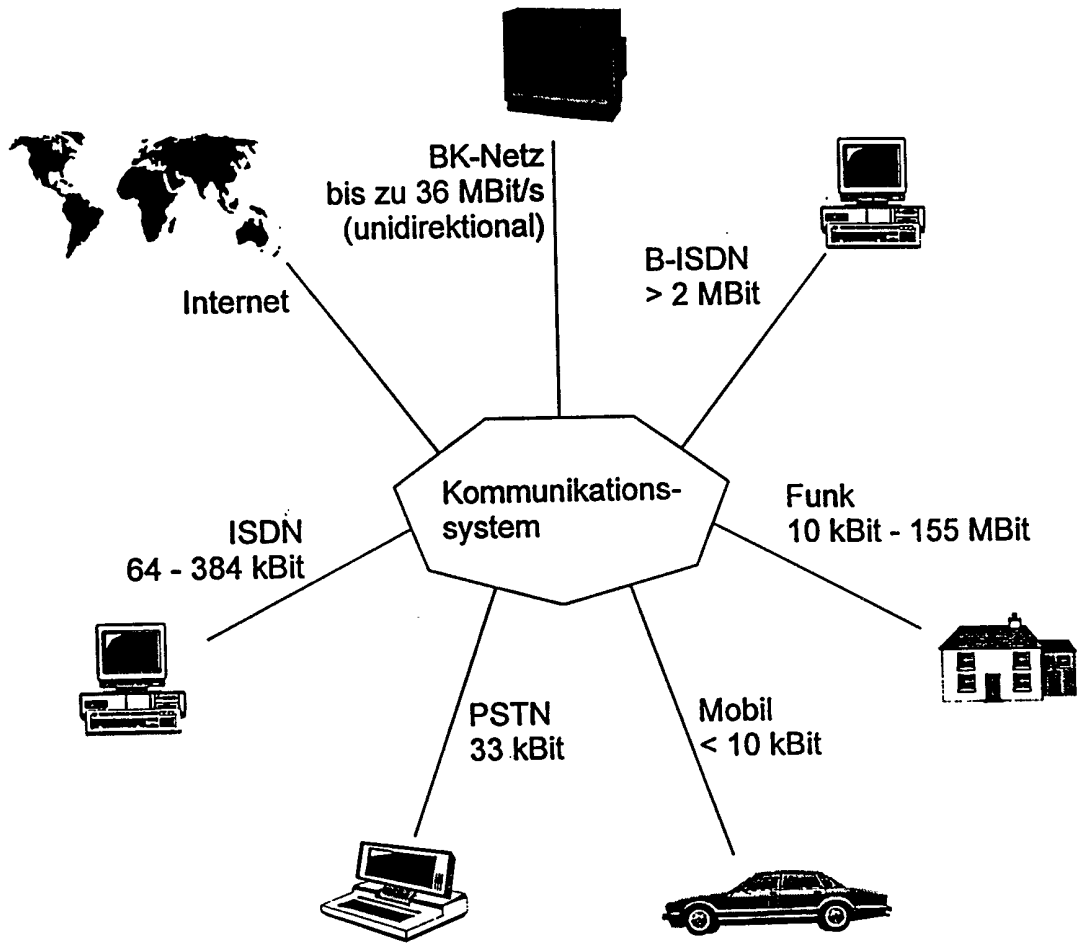 BK-Netz
bis zu 36 MBit/s
(unidirektional)
B-ISDN
> 2 MBit
Internet
Kommunikations-
system
Funk
10 kBit - 155 MBit
ISDN
64 - 384 kBit
PSTN
33 kBit
Mobil
< 10 kBit